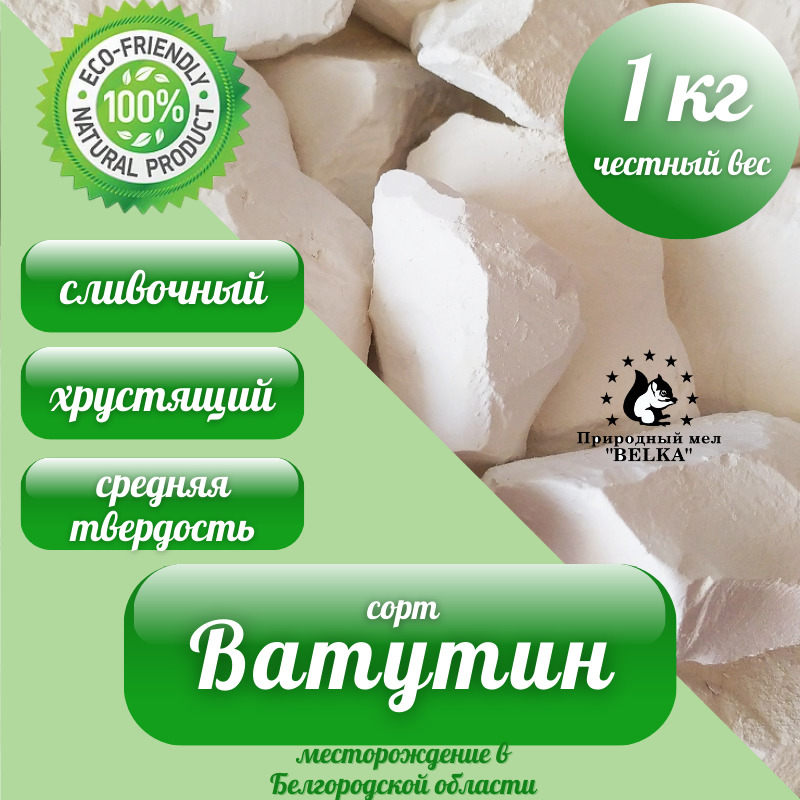 ECO-FRIENDLY
100%
NATURAL PRODUCT
1 кг
честный вес
сливочный
хрустящий
средняя
твердость
Природный мел
"BELKA"
сорт
Ватутин
месторождение в
Белгородской области